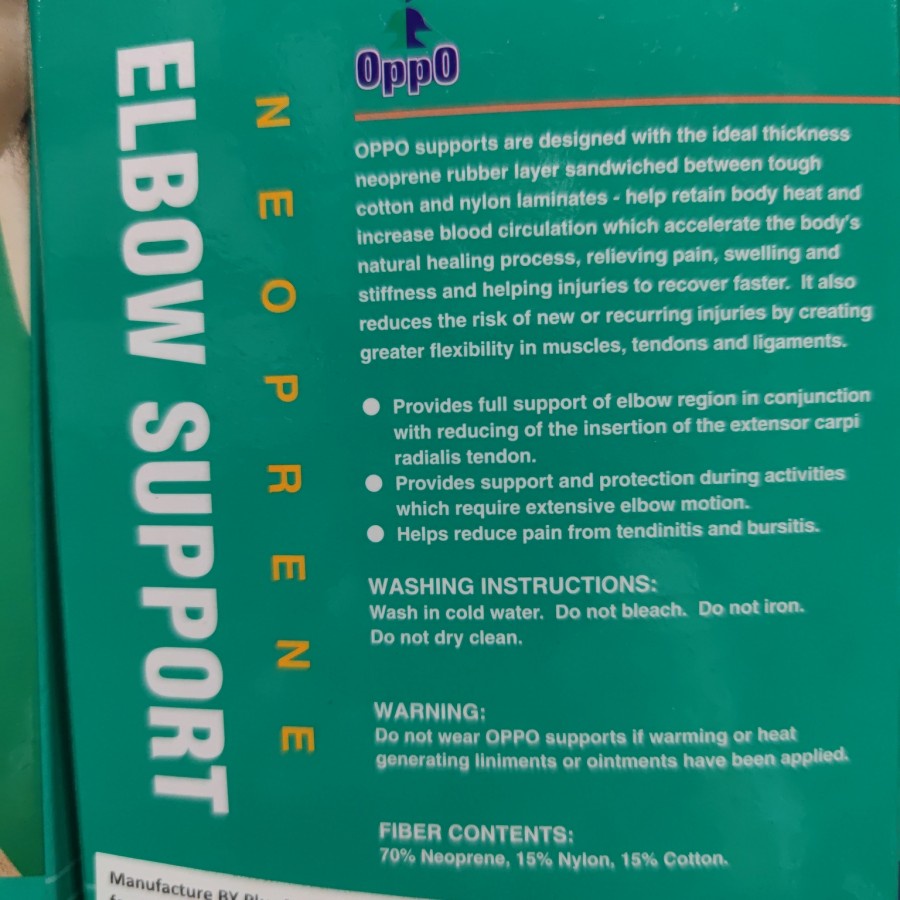 ELBOW SUPPORT
NEOPRENE
OppO
OPPO supports are designed with the ideal thickness
neoprene rubber layer sandwiched between tough
cotton and nylon laminates - help retain body heat and
increase blood circulation which accelerate the body's
natural healing process, relieving pain, swelling and
stiffness and helping injuries to recover faster. It also
reduces the risk of new or recurring injuries by creating
greater flexibility in muscles, tendons and ligaments.
Provides full support of elbow region in conjunction
with reducing of the insertion of the extensor carpi
radialis tendon.
Provides support and protection during activities
which require extensive elbow motion.
Helps reduce pain from tendinitis and bursitis.
WASHING INSTRUCTIONS:
Wash in cold water. Do not bleach. Do not iron.
Do not dry clean.
WARNING:
Do not wear OPPO supports if warming or heat
generating liniments or ointments have been applied.
FIBER CONTENTS:
70% Neoprene, 15% Nylon, 15% Cotton.
Manufacture BY